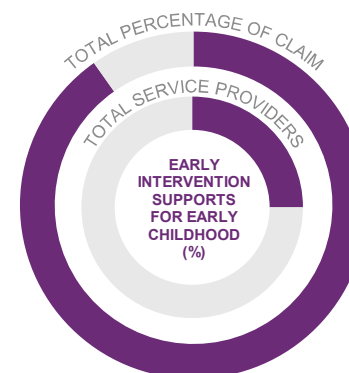 TOTAL PERCENTAGE OF CLAIM
TOTAL SERVICE PROVIDERS
EARLY
INTERVENTION
SUPPORTS
FOR EARLY
CHILDHOOD
(%)